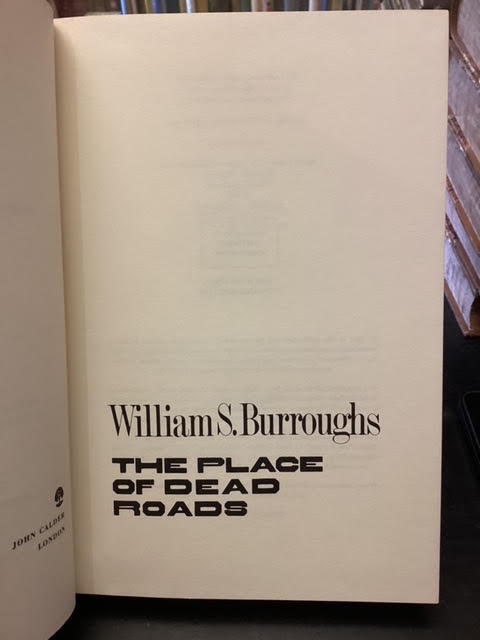 JOHN CALDER
LONDON
William S. Burroughs
THE PLACE
OF DEAD
ROADS